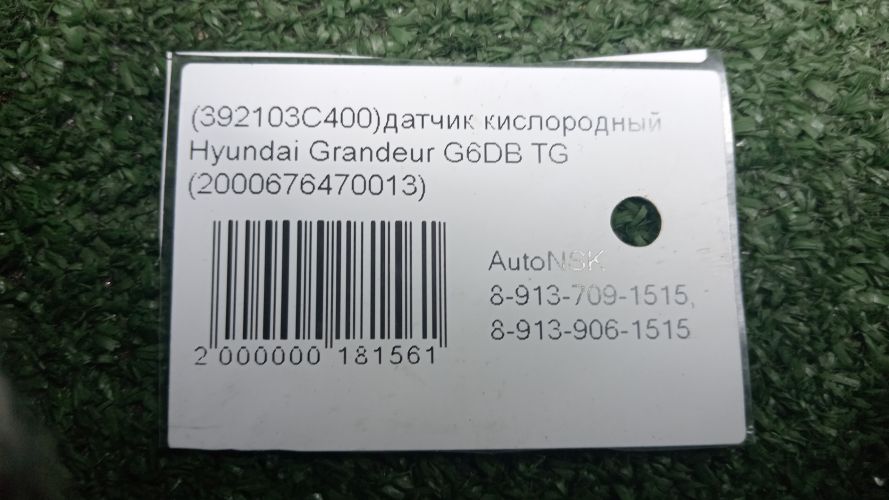 (392103C400)датчик кислородный
Hyundai Grandeur G6DB TG
(2000676470013)
AutoNSK
8-913-709-1515,
8-913-906-1515
2 000000 181561